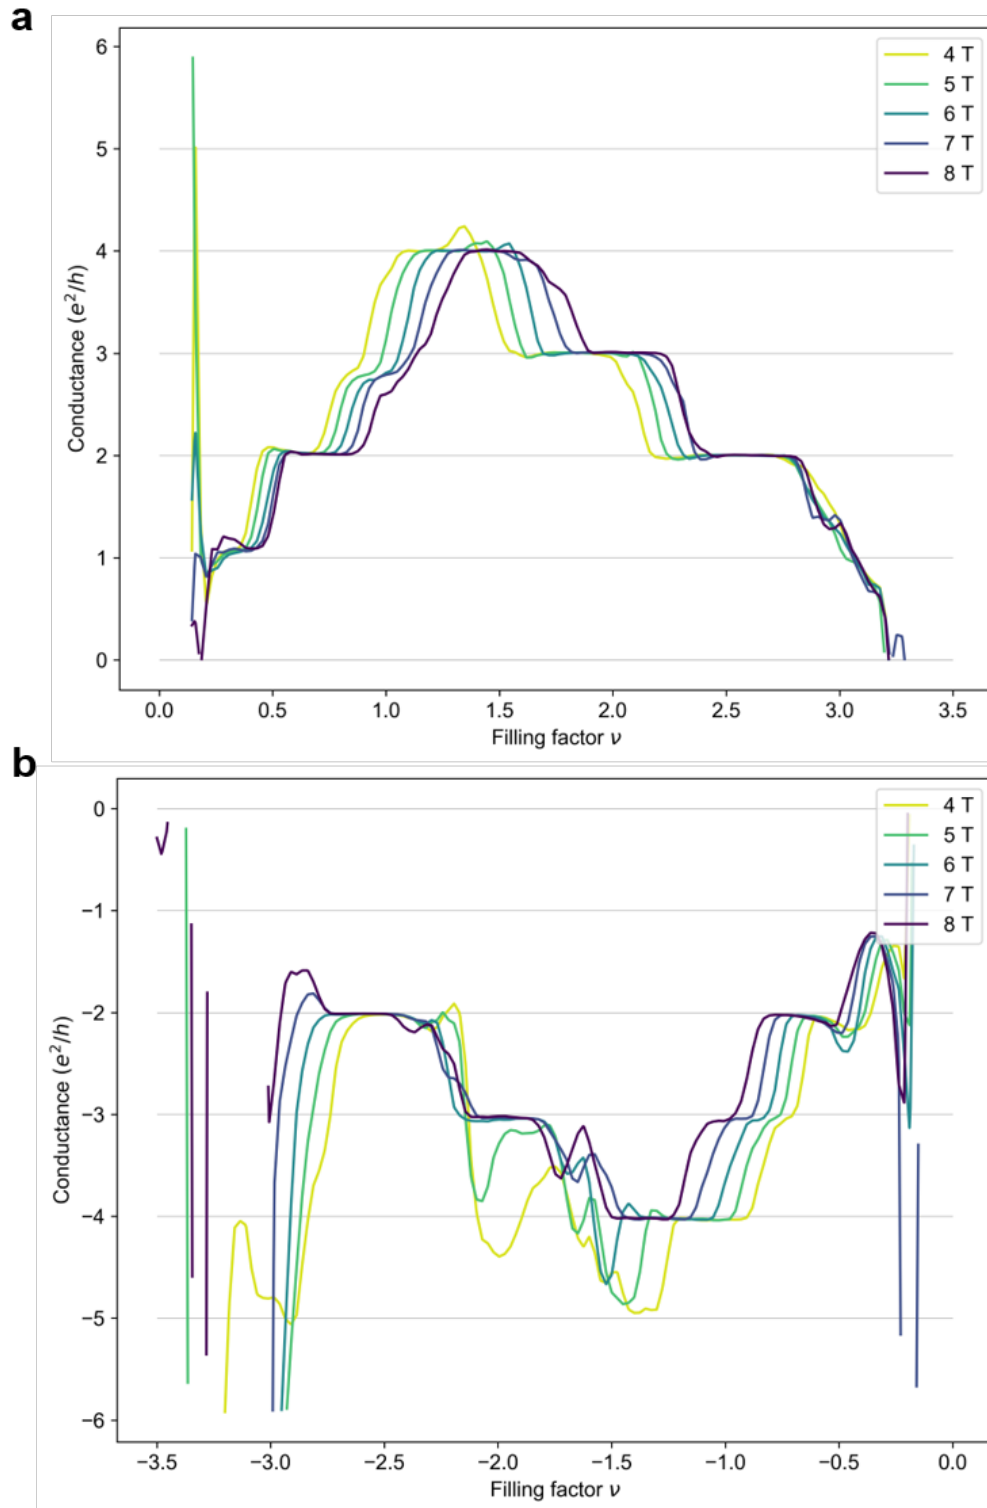 a
6
5
4
3
2
1
0
Conductance (e²/h)
4 T
5 T
6 T
7 T
8 T
0.0 0.5 1.0 1.5 2.0 2.5 3.0 3.5
Filling factor ν
b
0
−1
−2
−3
−4
−5
−6
Conductance (e²/h)
4 T
5 T
6 T
7 T
8 T
−3.5 −3.0 −2.5 −2.0 −1.5 −1.0 −0.5 0.0
Filling factor ν